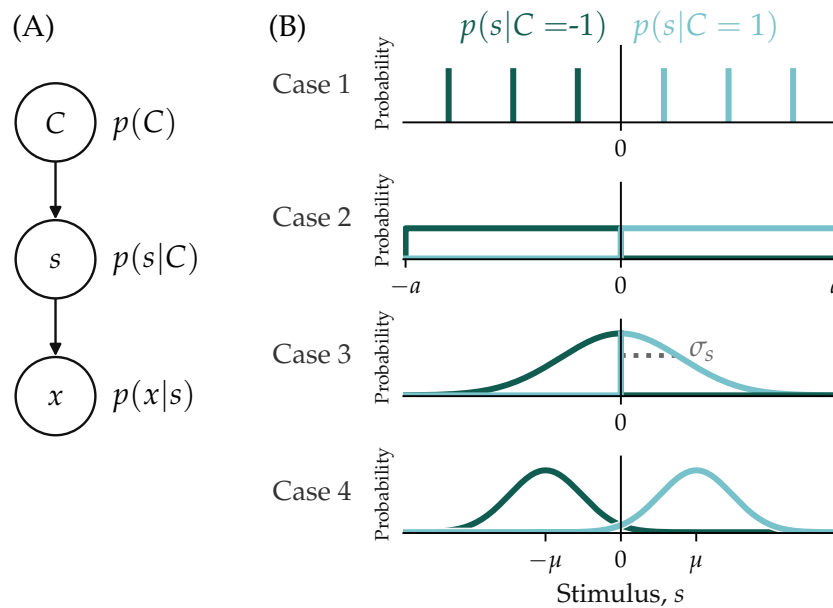 (A)
C p(C)
s p(s|C)
x p(x|s)
(B)
p(s|C =-1) p(s|C = 1)
Case 1
Probability
0
Case 2
Probability
−a 0
Case 3
Probability
σs
0
Case 4
Probability
−μ 0 μ
Stimulus, s